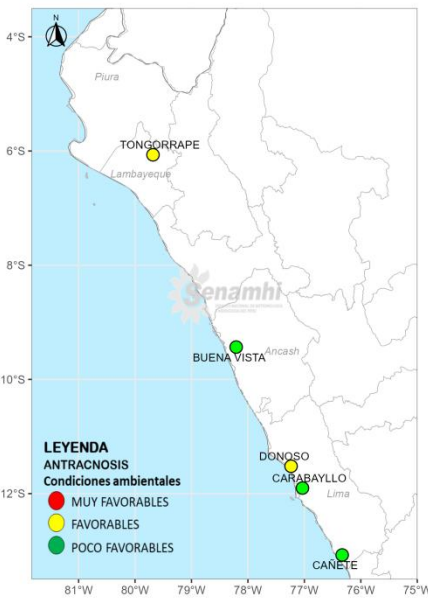 N
4°S
Piura
TONGORRAPE
6°S
Lambayeque
8°S
Senamhi
BUENA VISTA
Ancash
10°S
LEYENDA
ANTRACNOSIS
Condiciones ambientales
MUY FAVORABLES
FAVORABLES
POCO FAVORABLES
DONOSO
CARABAYLLO
12°S
Lima
CAÑETE
81°W 80°W 79°W 78°W 77°W 76°W 75°W